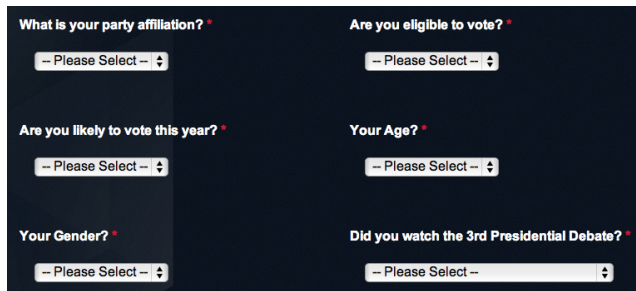 What is your party affiliation? * Are you eligible to vote? *
-- Please Select -- -- Please Select --
Are you likely to vote this year? * Your Age? *
-- Please Select -- -- Please Select --
Your Gender? * Did you watch the 3rd Presidential Debate? *
-- Please Select -- -- Please Select --